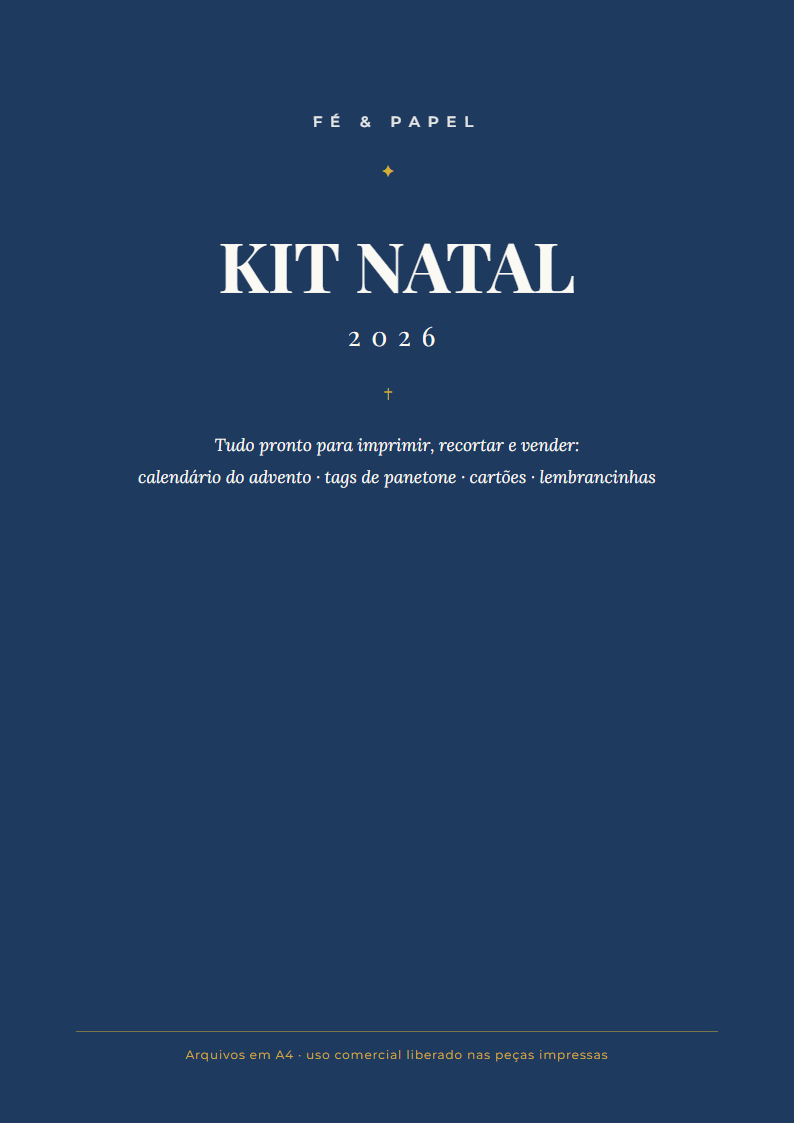 FÉ & PAPEL
✦
KIT NATAL
2026
†
Tudo pronto para imprimir, recortar e vender:
calendário do advento · tags de panetone · cartões · lembrancinhas
Arquivos em A4 · uso comercial liberado nas peças impressas